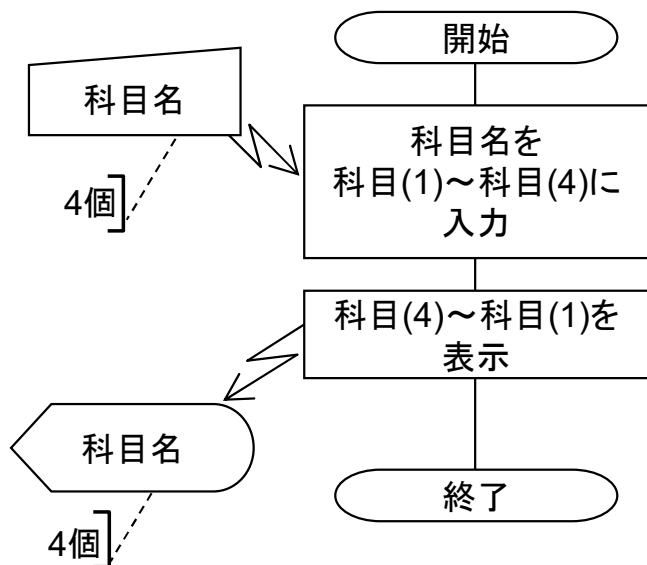 開始
科目名
科目名を
科目(1)～科目(4)に
入力
4個
科目(4)～科目(1)を
表示
科目名
終了
4個